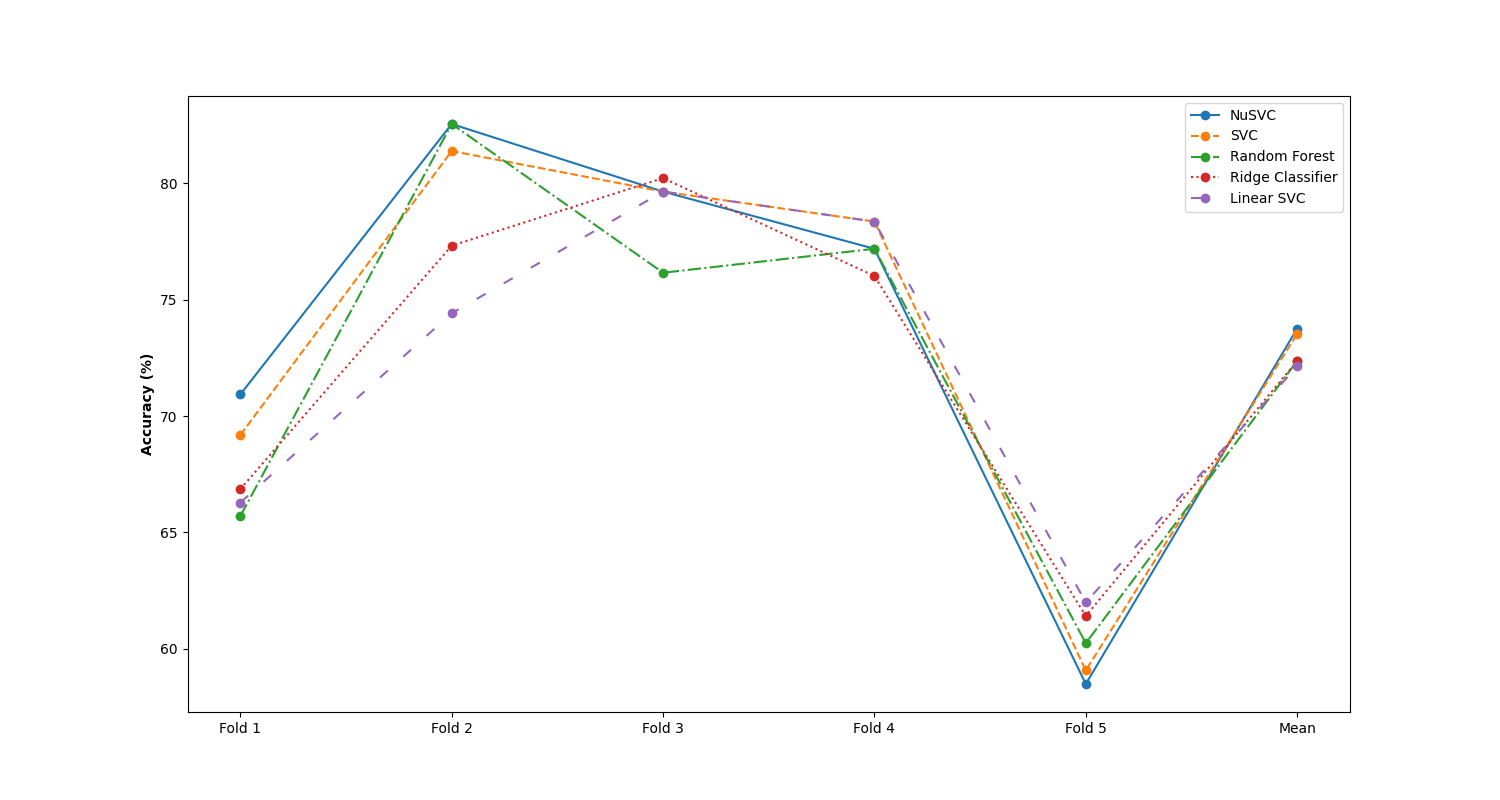 NuSVC
SVC
Random Forest
Ridge Classifier
Linear SVC
Accuracy (%)
80
75
70
65
60
Fold 1 Fold 2 Fold 3 Fold 4 Fold 5 Mean